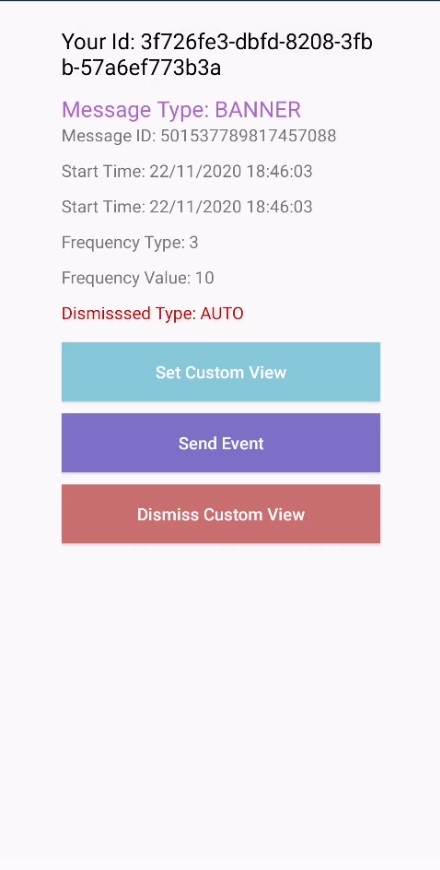 Your Id: 3f726fe3-dbfd-8208-3fb
b-57a6ef773b3a
Message Type: BANNER
Message ID: 501537789817457088
Start Time: 22/11/2020 18:46:03
Start Time: 22/11/2020 18:46:03
Frequency Type: 3
Frequency Value: 10
Dismisssed Type: AUTO
Set Custom View
Send Event
Dismiss Custom View